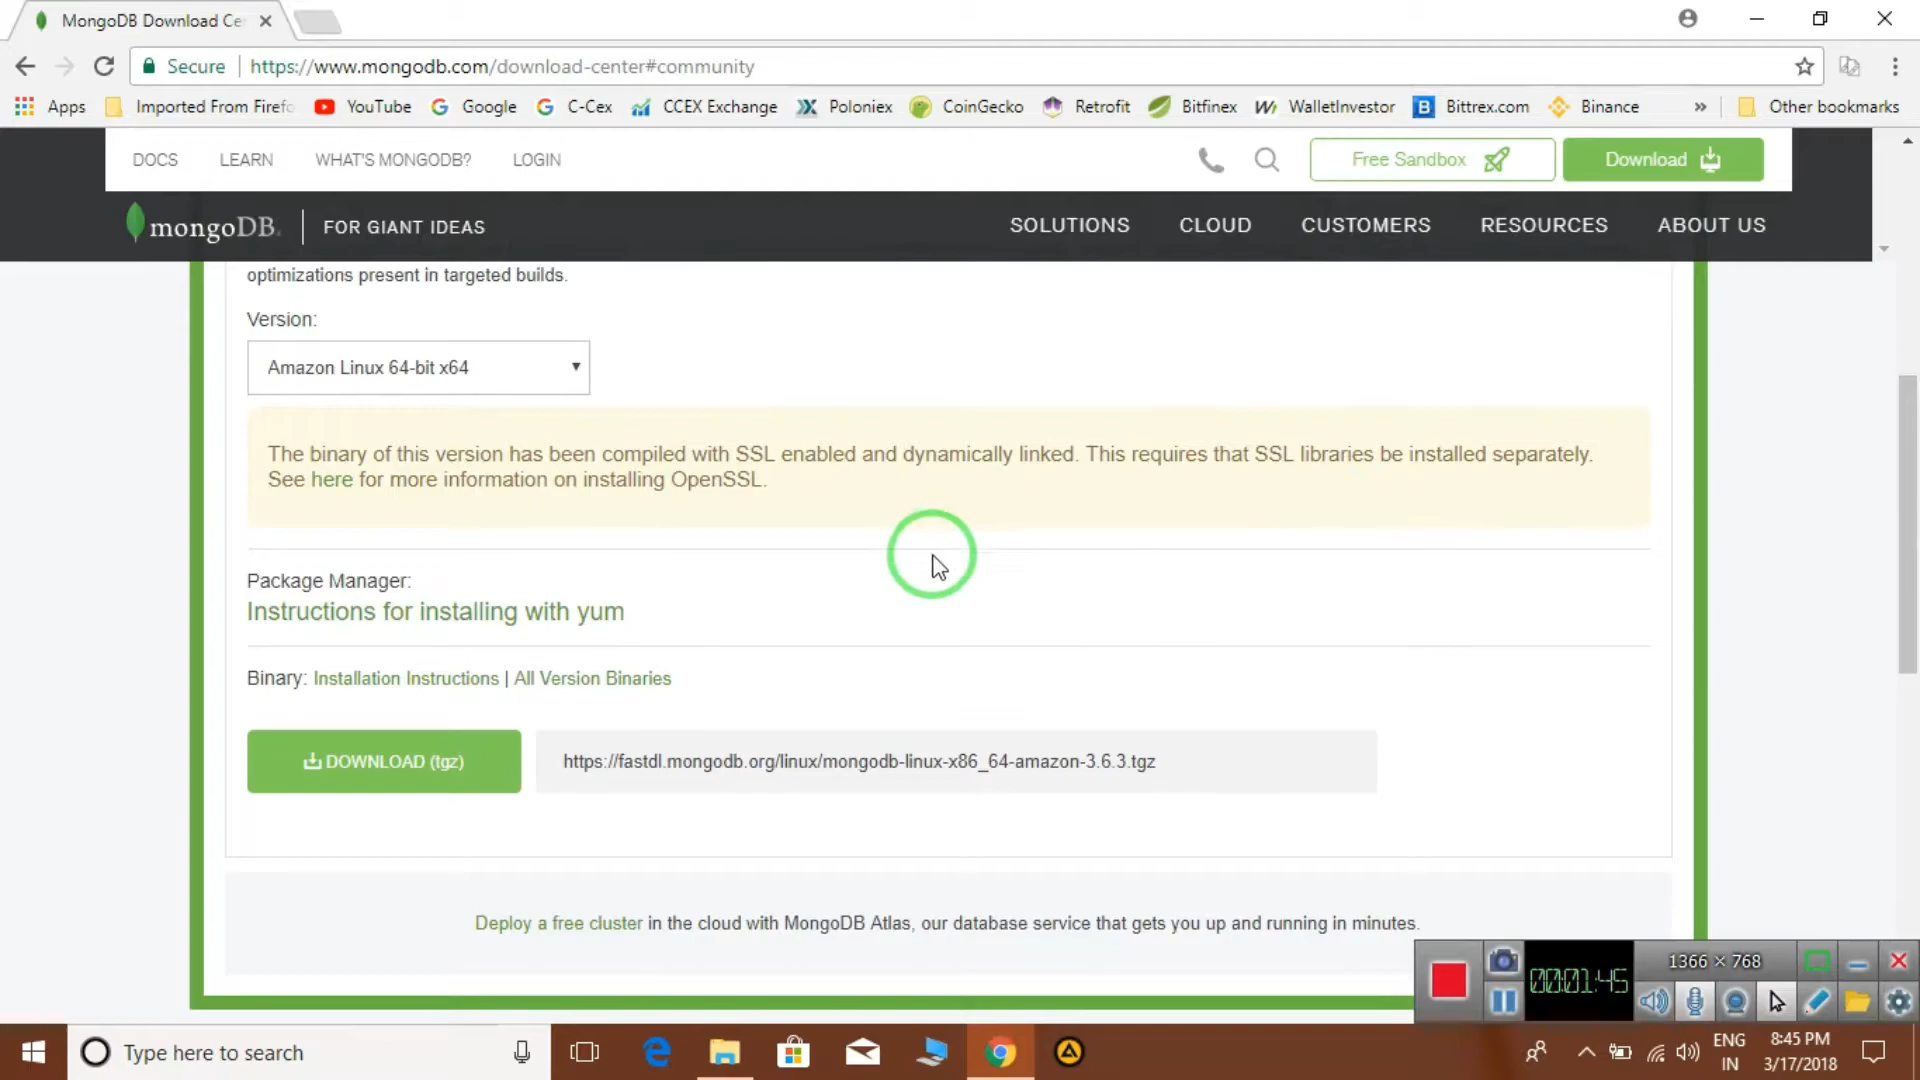 MongoDB Download Ce
Secure | https://www.mongodb.com/download-center#community
Apps Imported From Firefo YouTube Google C-Cex CCEX Exchange Poloniex CoinGecko Retrofit Bitfinex WalletInvestor Bittrex.com Binance » Other bookmarks
DOCS LEARN WHAT'S MONGODB? LOGIN Free Sandbox Download
mongoDB. FOR GIANT IDEAS SOLUTIONS CLOUD CUSTOMERS RESOURCES ABOUT US
optimizations present in targeted builds.
Version:
Amazon Linux 64-bit x64
The binary of this version has been compiled with SSL enabled and dynamically linked. This requires that SSL libraries be installed separately.
See here for more information on installing OpenSSL.
Package Manager:
Instructions for installing with yum
Binary: Installation Instructions | All Version Binaries
DOWNLOAD (tgz) https://fastdl.mongodb.org/linux/mongodb-linux-x86_64-amazon-3.6.3.tgz
Deploy a free cluster in the cloud with MongoDB Atlas, our database service that gets you up and running in minutes.
00:01:45 1366 × 768
Type here to search
ENG 8:45 PM
IN 3/17/2018